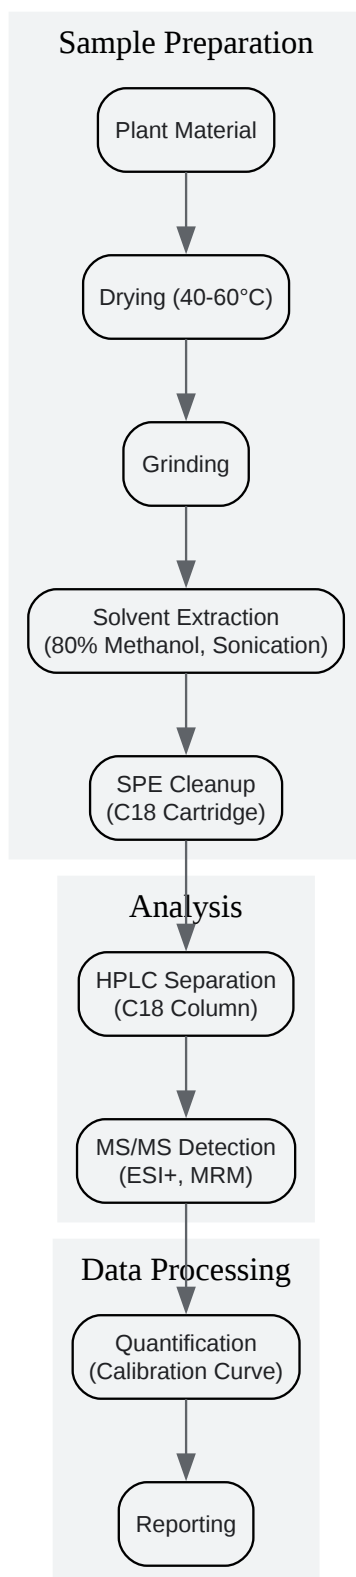 Sample Preparation
Plant Material
Drying (40-60°C)
Grinding
Solvent Extraction
(80% Methanol, Sonication)
SPE Cleanup
(C18 Cartridge)
Analysis
HPLC Separation
(C18 Column)
MS/MS Detection
(ESI+, MRM)
Data Processing
Quantification
(Calibration Curve)
Reporting